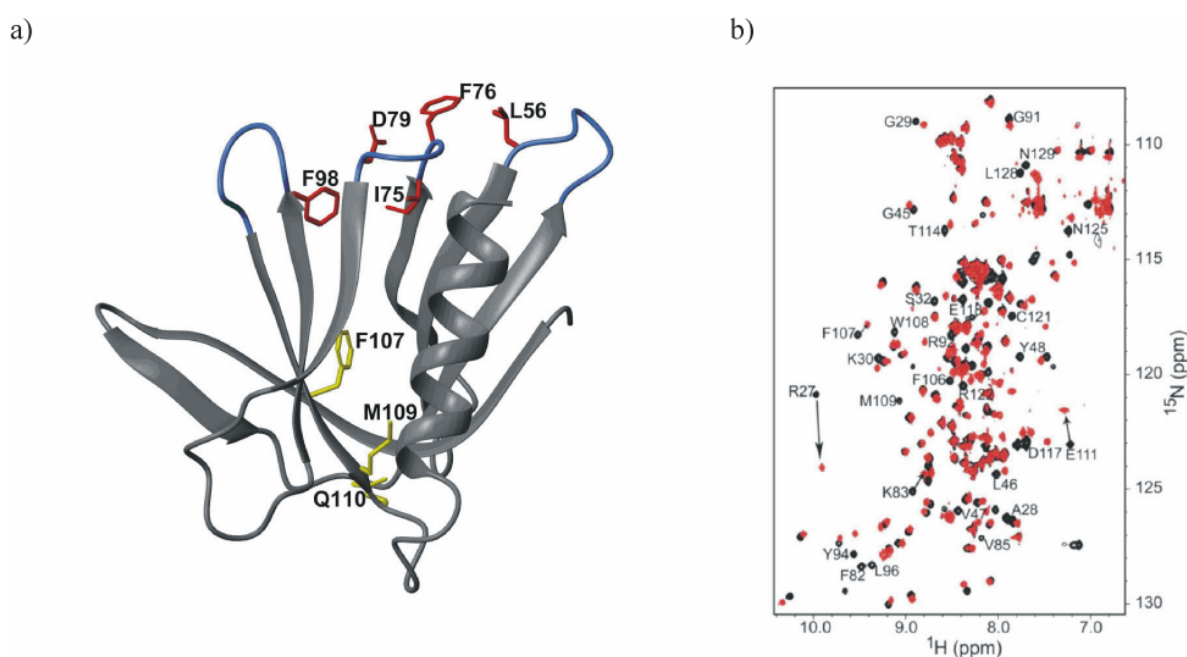 a)
b)
F76
D79
L56
F98
I75
F107
M109
Q110
G29
G91
N129
L128
G45
T114
N125
S32
E118
C121
F107
W108
R92
Y48
K30
F106
R122
R27
M109
D117
E111
K83
L46
V47
A28
Y94
V85
F82
L96
110
115
120
125
130
15N (ppm)
10.0 9.0 8.0 7.0
1H (ppm)